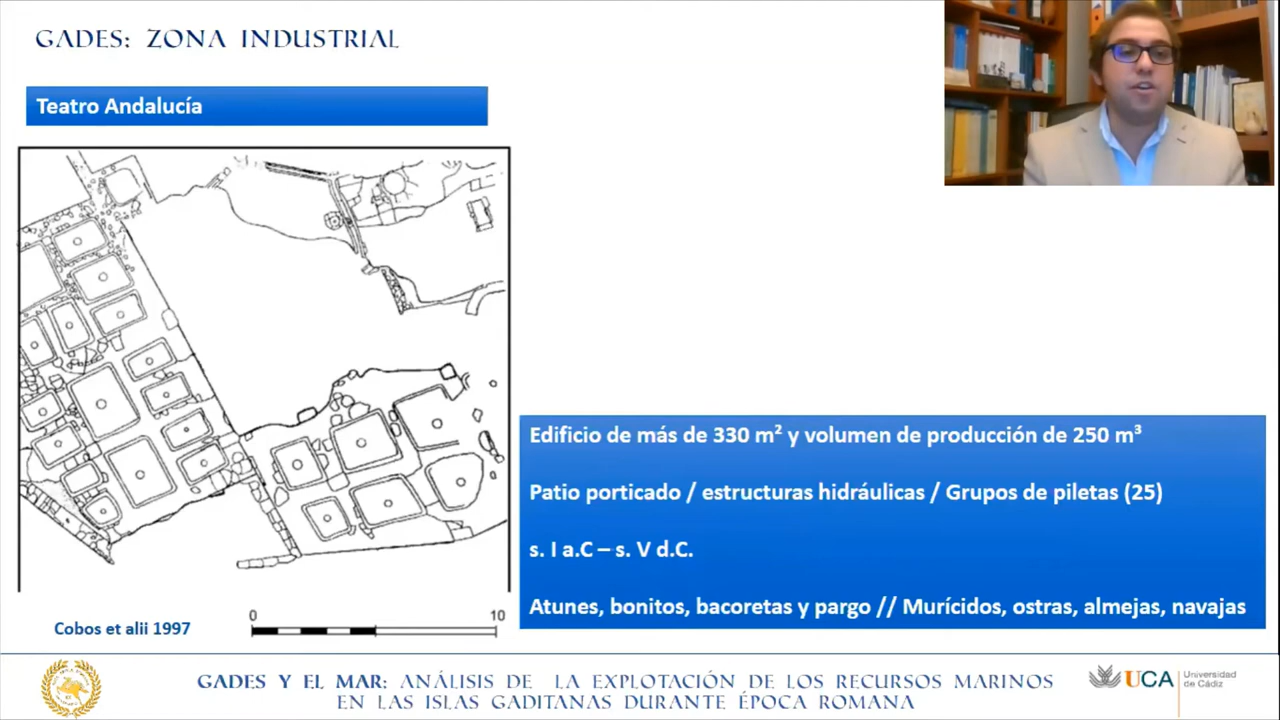 GADES: ZONA INDUSTRIAL
Teatro Andalucía
Edificio de más de 330 m² y volumen de producción de 250 m³
Patio porticado / estructuras hidráulicas / Grupos de piletas (25)
s. I a.C – s. V d.C.
Atunes, bonitos, bacoretas y pargo // Murícidos, ostras, almejas, navajas
0 10
Cobos et alii 1997
GADES Y EL MAR: ANÁLISIS DE LA EXPLOTACIÓN DE LOS RECURSOS MARINOS
EN LAS ISLAS GADITANAS DURANTE ÉPOCA ROMANA
UCA
Universidad
de Cádiz